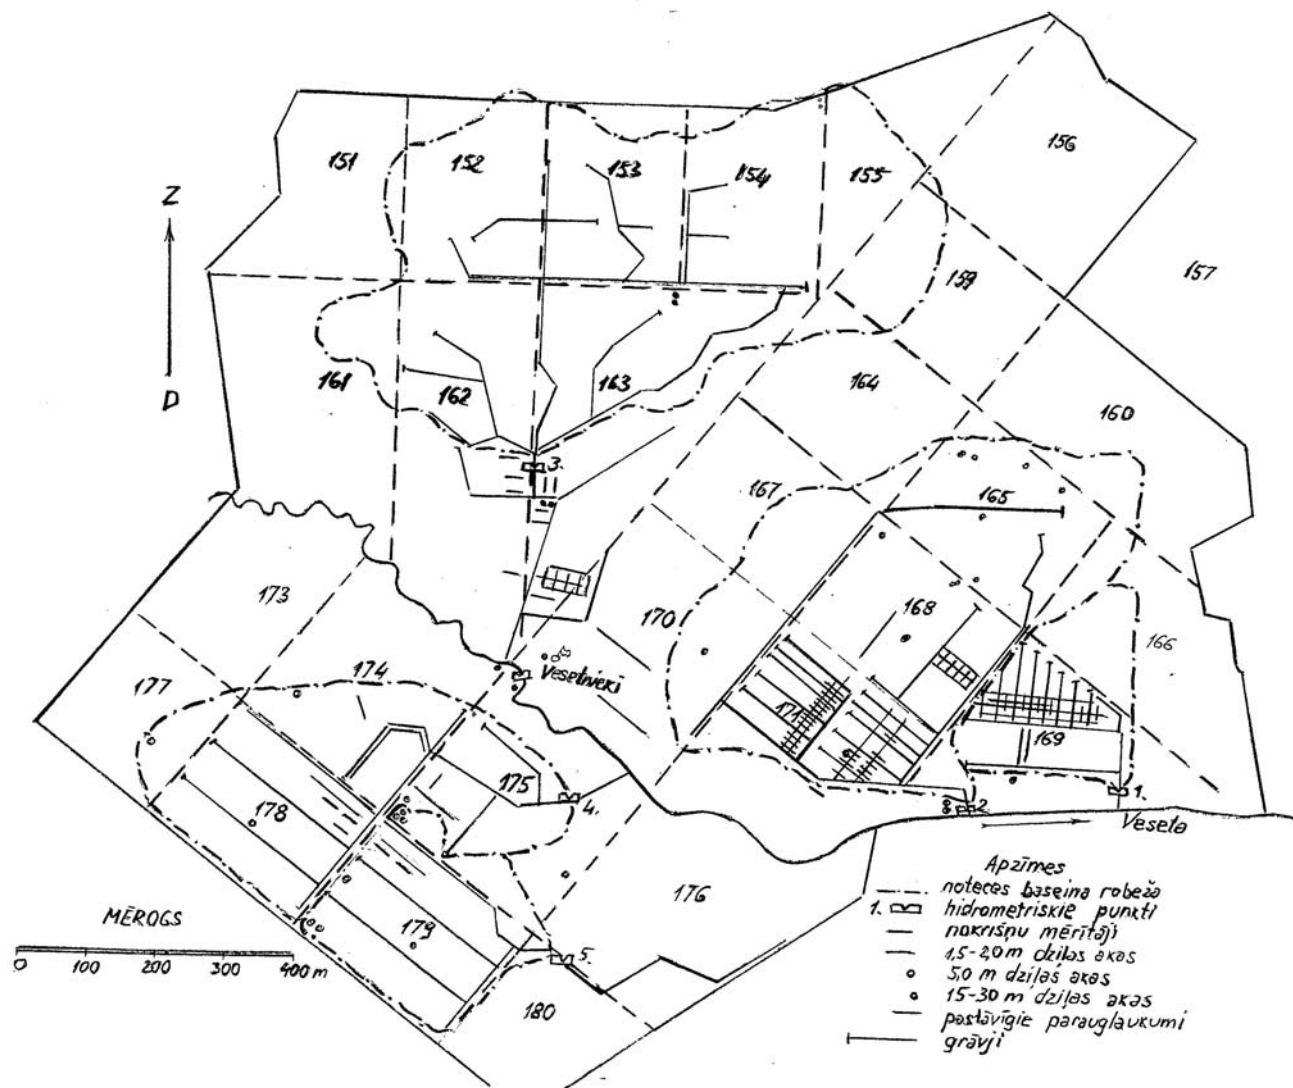 156
151
152
153
154
155
Z
159
157
D
161
162
163
164
160
3.
167
165
173
170
168
166
Vesetnieki
177
174
171
169
175
4.
1.
2.
178
Veseta
176
179
5.
180
MĒROGS
0 100 200 300 400 m
Apzīmes
noteces baseina robeža
1. hidrometriskie punkti
nokrišņu mērītāji
1,5-2,0 m dziļas akas
5,0 m dziļas akas
15-30 m dziļas akas
pastāvīgie parauglaukumi
grāvji